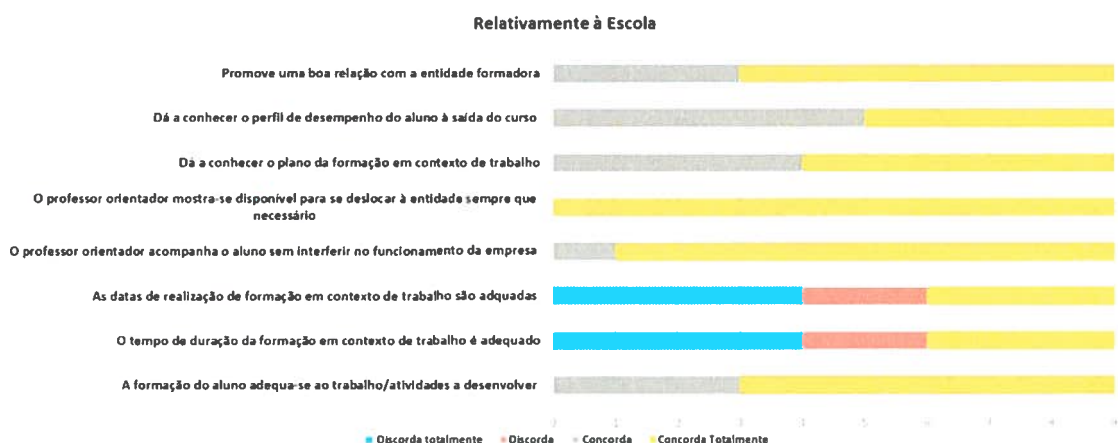 Relativamente à Escola
Promove uma boa relação com a entidade formadora
Dá a conhecer o perfil de desempenho do aluno à saída do curso
Dá a conhecer o plano da formação em contexto de trabalho
O professor orientador mostra-se disponível para se deslocar à entidade sempre que
necessário
O professor orientador acompanha o aluno sem interferir no funcionamento da empresa
As datas de realização de formação em contexto de trabalho são adquadas
O tempo de duração da formação em contexto de trabalho é adequado
A formação do aluno adequa-se ao trabalho/atividades a desenvolver
Discorda totalmente Discorda Concorda Concorda Totalmente